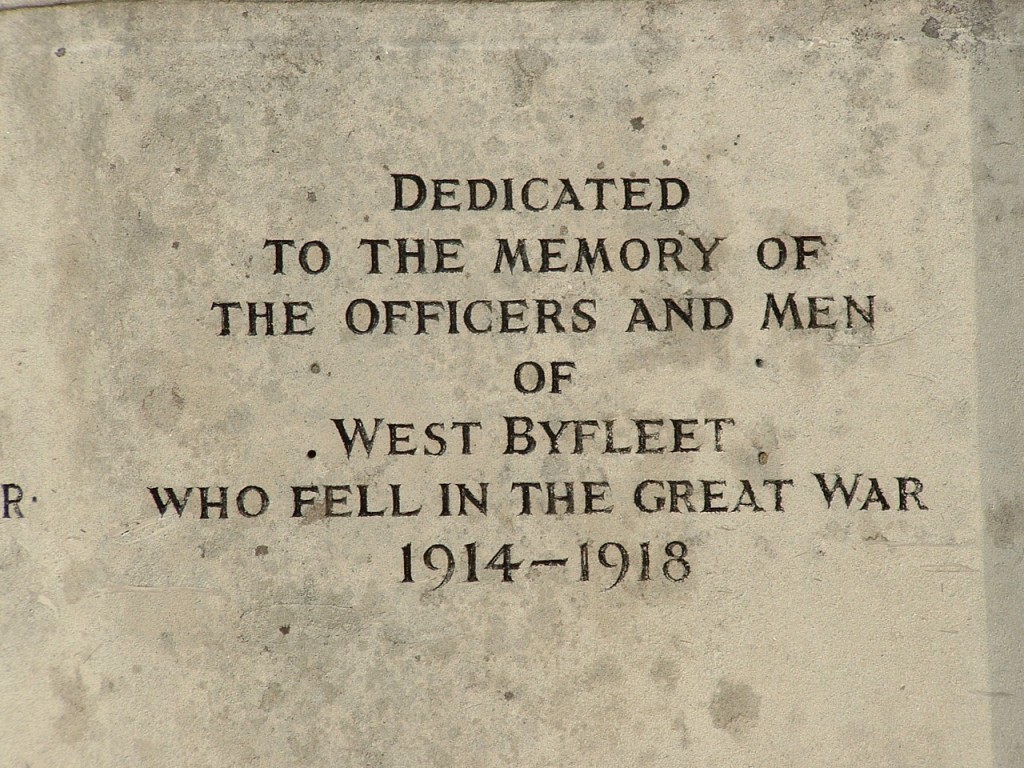 DEDICATED
TO THE MEMORY OF
THE OFFICERS AND MEN
OF
WEST BYFLEET
WHO FELL IN THE GREAT WAR
1914-1918